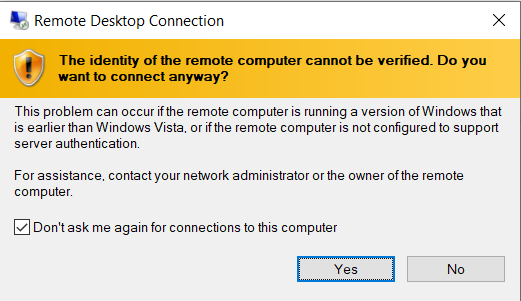 Remote Desktop Connection
The identity of the remote computer cannot be verified. Do you
want to connect anyway?
This problem can occur if the remote computer is running a version of Windows that
is earlier than Windows Vista, or if the remote computer is not configured to support
server authentication.
For assistance, contact your network administrator or the owner of the remote
computer.
Don't ask me again for connections to this computer
Yes No